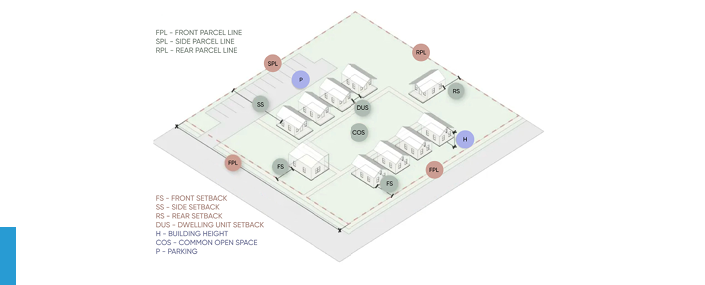 FPL - FRONT PARCEL LINE
SPL - SIDE PARCEL LINE
RPL - REAR PARCEL LINE
RPL
SPL
P
RS
SS
DUS
COS
H
FPL
FS
FPL
FS
FS - FRONT SETBACK
SS - SIDE SETBACK
RS - REAR SETBACK
DUS - DWELLING UNIT SETBACK
H - BUILDING HEIGHT
COS - COMMON OPEN SPACE
P - PARKING